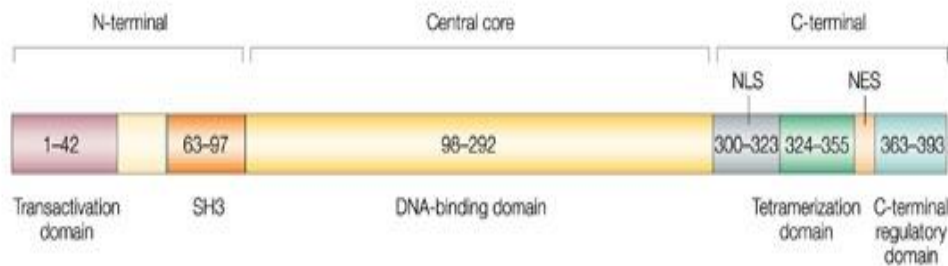 N-terminal Central core C-terminal
NLS NES
1–42 63–97 98–292 300–323 324–355 363–393
Transactivation SH3 DNA-binding domain Tetramerization C-terminal
domain domain regulatory
domain